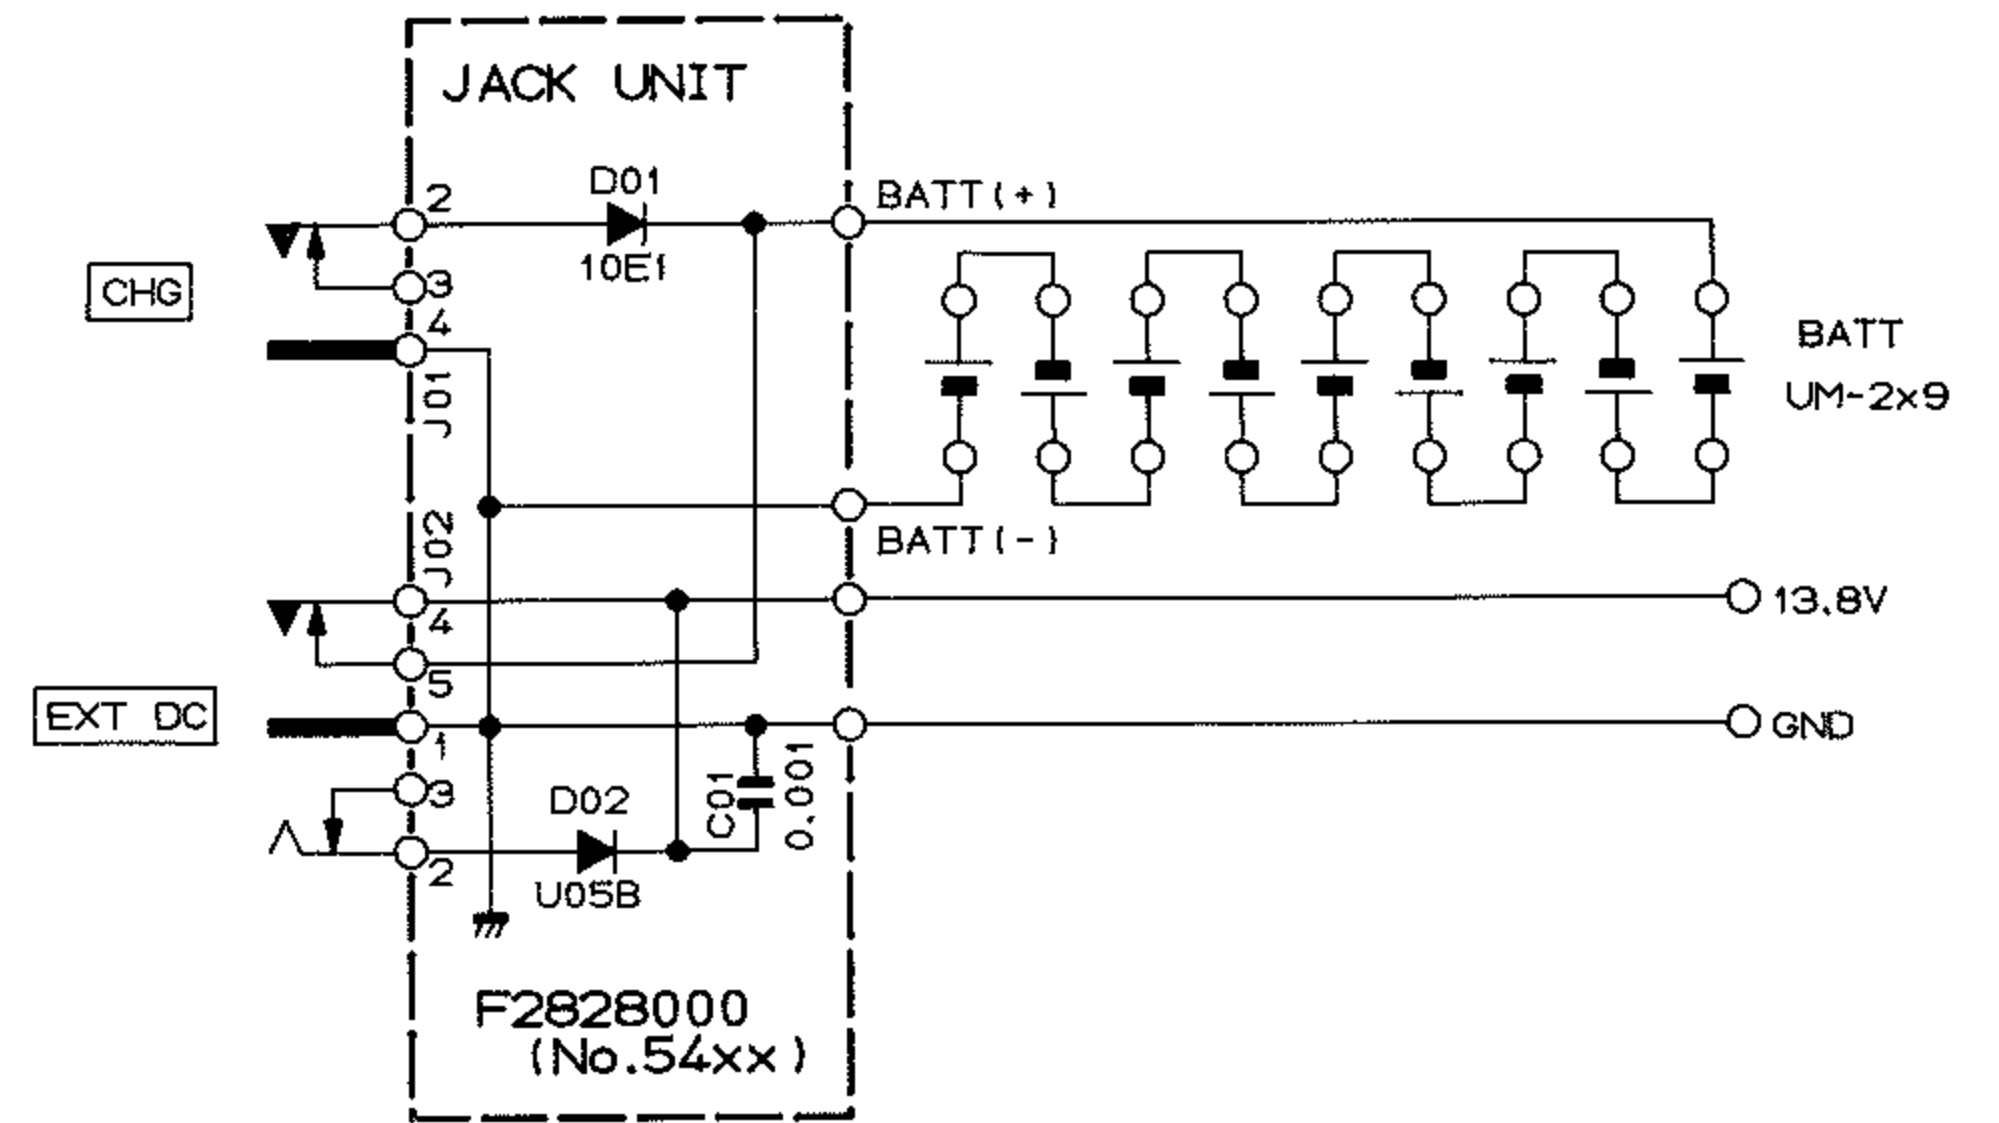 JACK UNIT
D01
2
BATT(+)
10E1
CHG
3
4
BATT
J01
UM-2x9
J02
BATT(-)
4
13.8V
5
EXT DC
1
GND
3
D02
C01
0.001
2
U05B
F2828000
(No.54xx)